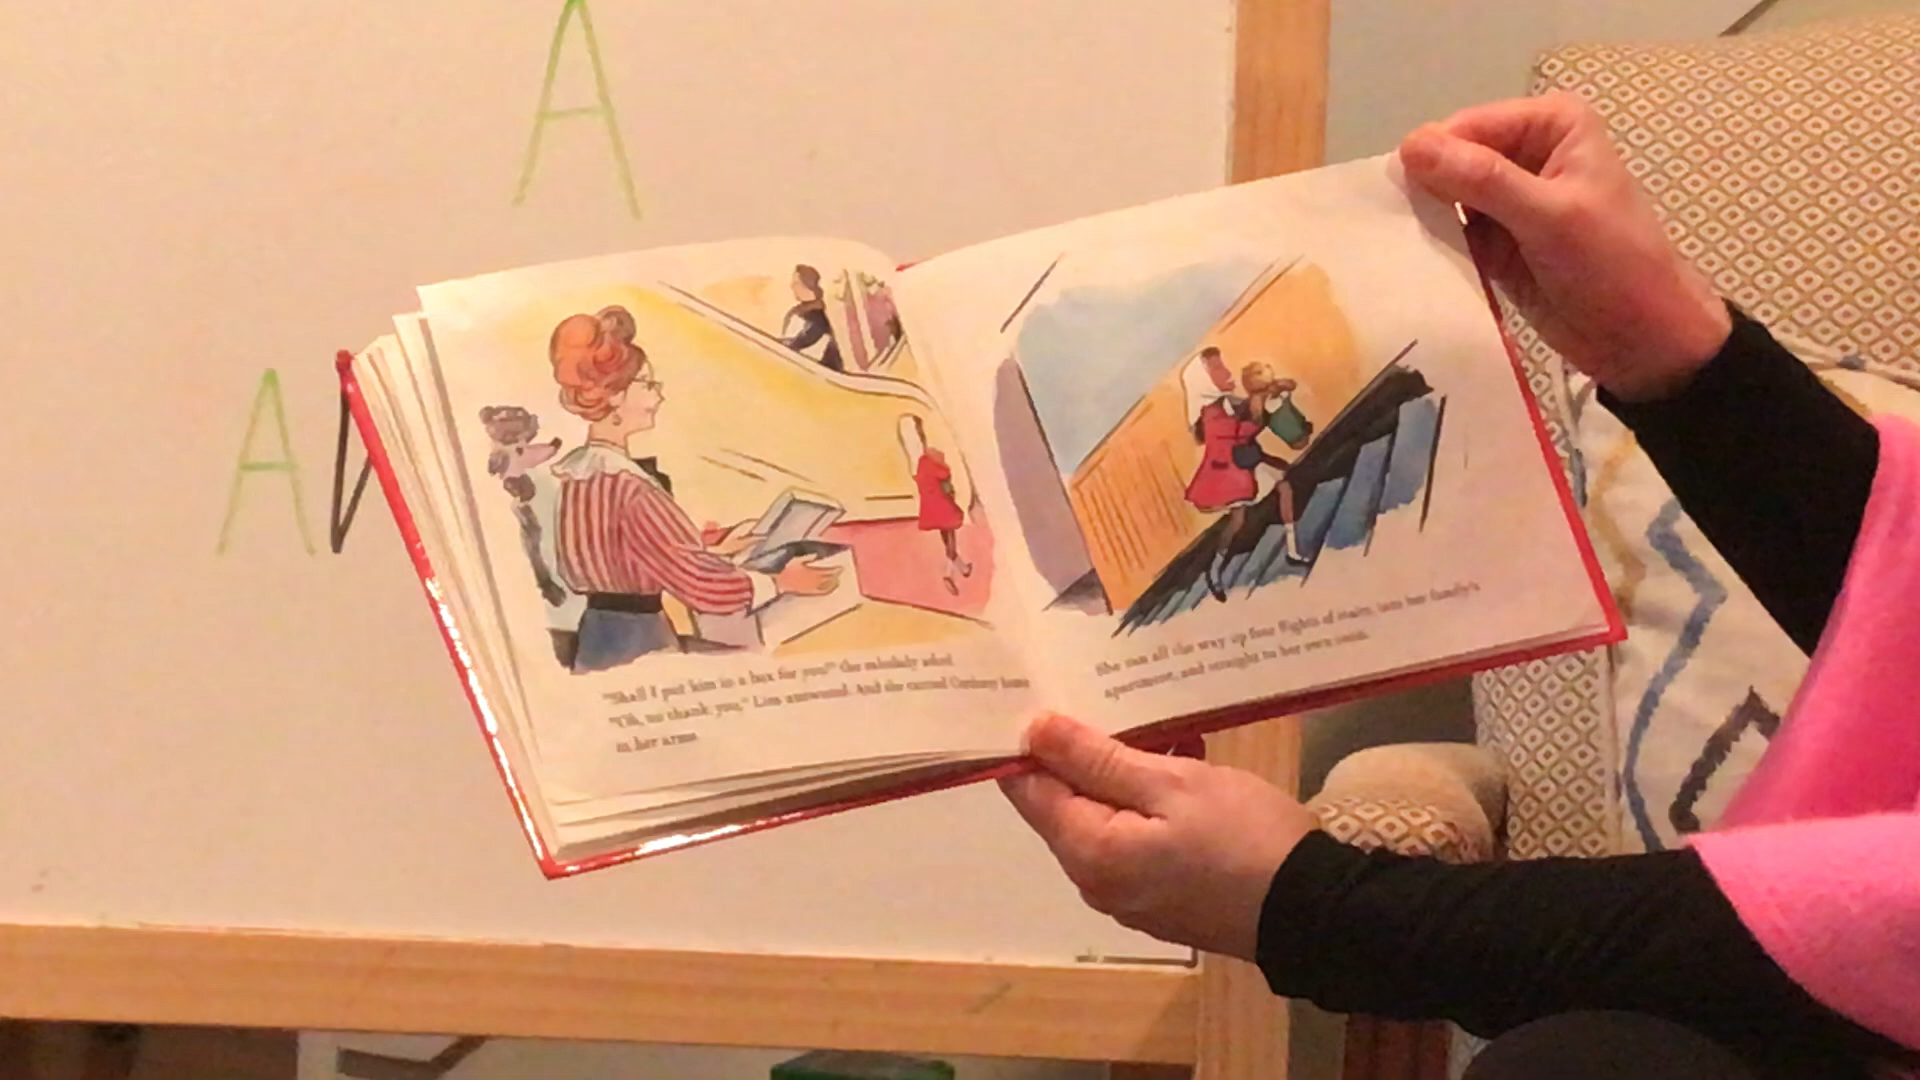 A
A
"Shall I put him in a box for you?" the saleslady asked.
"Oh, no thank you," Lisa answered. And she carried Corduroy home
in her arms.
She ran all the way up four flights of stairs, into her family's
apartment, and straight to her own room.